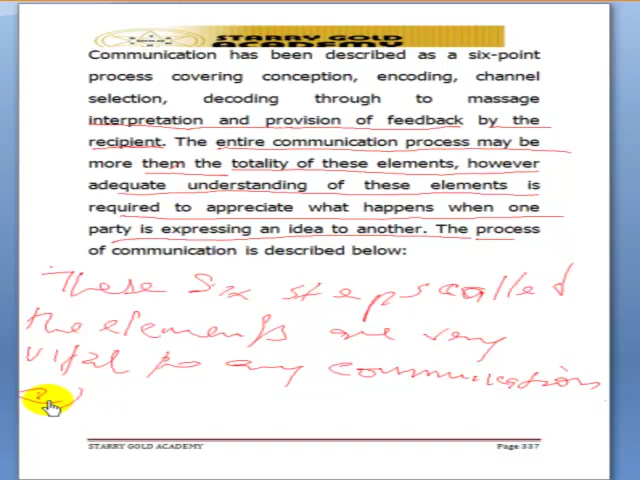 STARRY GOLD
ACADEMY
Communication has been described as a six-point
process covering conception, encoding, channel
selection, decoding through to massage
interpretation and provision of feedback by the
recipient. The entire communication process may be
more them the totality of these elements, however
adequate understanding of these elements is
required to appreciate what happens when one
party is expressing an idea to another. The process
of communication is described below:
These Six steps called
the elements are very
vital to any communication
STARRY GOLD ACADEMY Page 337